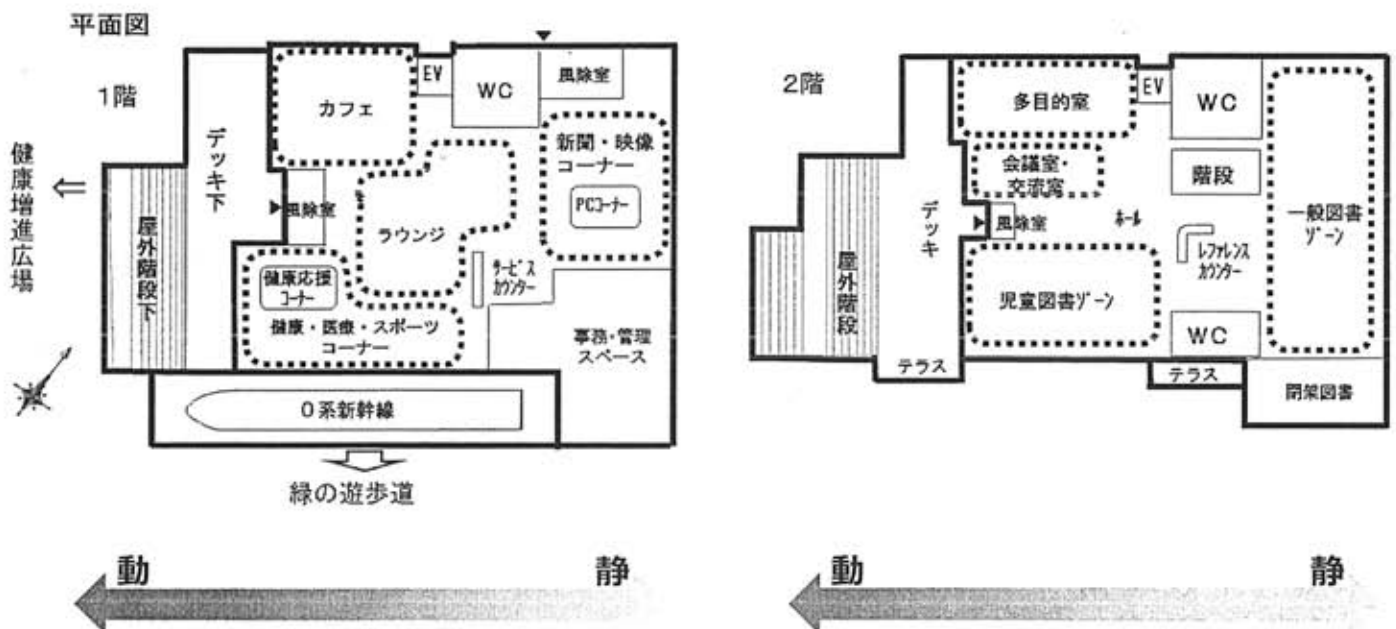 平面図
1階
カフェ
EV
WC
風除室
新聞・映像
コーナー
PCコーナー
デッキ下
健康増進広場
屋外階段下
風除室
ラウンジ
サービス
カウンター
健康応援
コーナー
健康・医療・スポーツ
コーナー
事務・管理
スペース
0系新幹線
緑の遊歩道
動
静
2階
多目的室
EV
WC
会議室・
交流室
階段
一般図書
ゾーン
デッキ
風除室
ホール
レファレンス
カウンター
屋外階段
児童図書ゾーン
WC
テラス
テラス
閉架図書
動
静